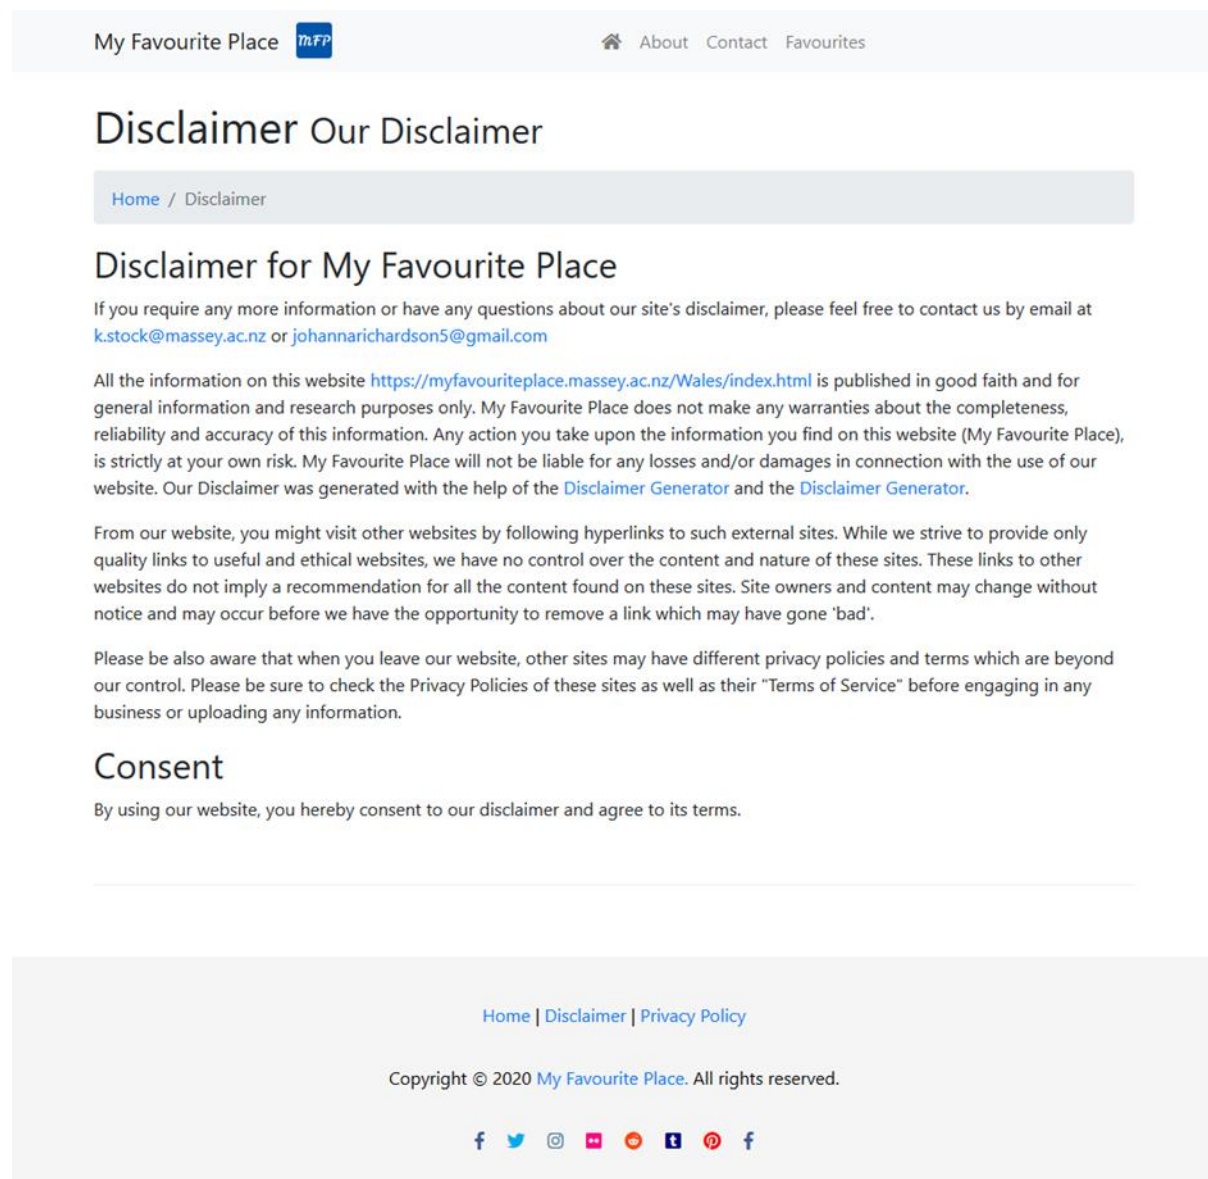 My Favourite Place MFP About Contact Favourites
Disclaimer Our Disclaimer
Home / Disclaimer
Disclaimer for My Favourite Place
If you require any more information or have any questions about our site's disclaimer, please feel free to contact us by email at
k.stock@massey.ac.nz or johannarichardson5@gmail.com
All the information on this website https://myfavouriteplace.massey.ac.nz/Wales/index.html is published in good faith and for
general information and research purposes only. My Favourite Place does not make any warranties about the completeness,
reliability and accuracy of this information. Any action you take upon the information you find on this website (My Favourite Place),
is strictly at your own risk. My Favourite Place will not be liable for any losses and/or damages in connection with the use of our
website. Our Disclaimer was generated with the help of the Disclaimer Generator and the Disclaimer Generator.
From our website, you might visit other websites by following hyperlinks to such external sites. While we strive to provide only
quality links to useful and ethical websites, we have no control over the content and nature of these sites. These links to other
websites do not imply a recommendation for all the content found on these sites. Site owners and content may change without
notice and may occur before we have the opportunity to remove a link which may have gone 'bad'.
Please be also aware that when you leave our website, other sites may have different privacy policies and terms which are beyond
our control. Please be sure to check the Privacy Policies of these sites as well as their "Terms of Service" before engaging in any
business or uploading any information.
Consent
By using our website, you hereby consent to our disclaimer and agree to its terms.
Home | Disclaimer | Privacy Policy
Copyright © 2020 My Favourite Place. All rights reserved.